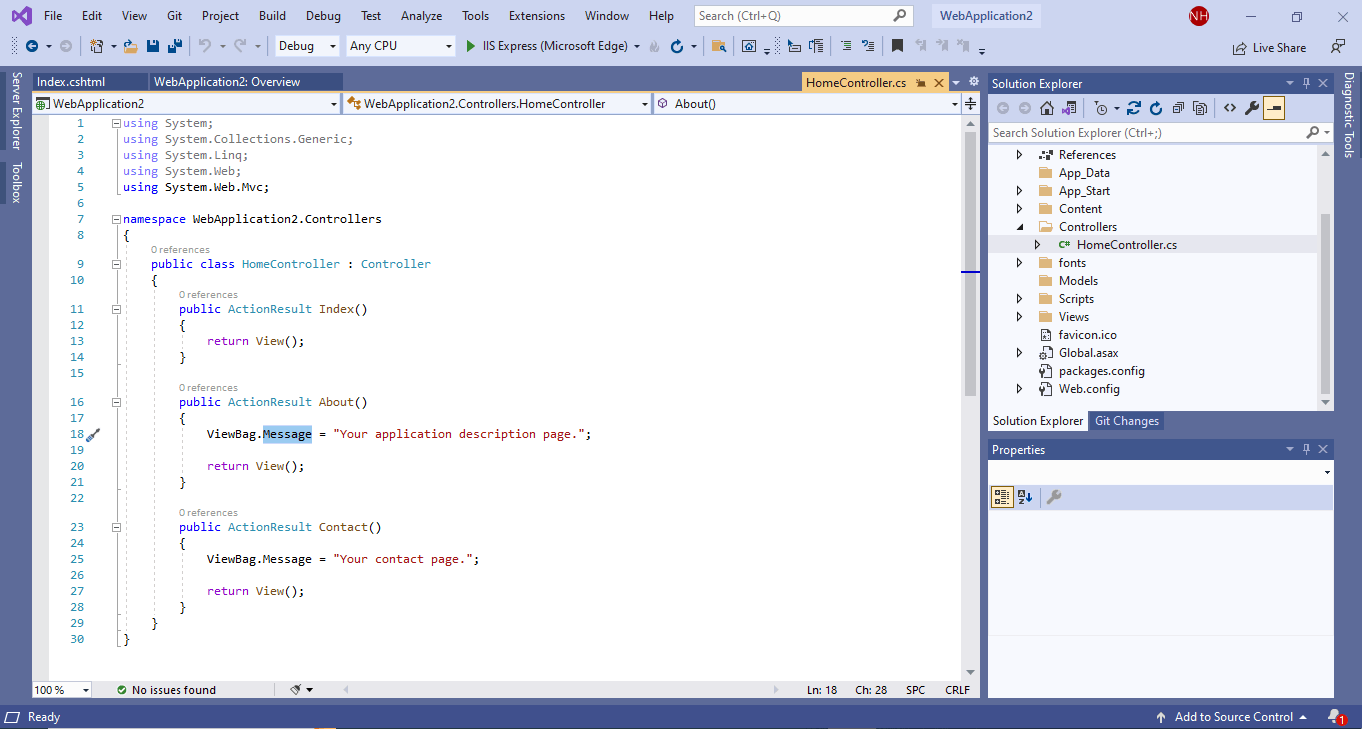 File Edit View Git Project Build Debug Test Analyze Tools Extensions Window Help Search (Ctrl+Q) WebApplication2 NH
Debug Any CPU IIS Express (Microsoft Edge) Live Share
Server Explorer
Toolbox
Index.cshtml WebApplication2: Overview HomeController.cs
WebApplication2 WebApplication2.Controllers.HomeController About()
1 using System;
2 using System.Collections.Generic;
3 using System.Linq;
4 using System.Web;
5 using System.Web.Mvc;
6
7 namespace WebApplication2.Controllers
8 {
0 references
9 public class HomeController : Controller
10 {
0 references
11 public ActionResult Index()
12 {
13 return View();
14 }
15
0 references
16 public ActionResult About()
17 {
18 ViewBag.Message = "Your application description page.";
19
20 return View();
21 }
22
0 references
23 public ActionResult Contact()
24 {
25 ViewBag.Message = "Your contact page.";
26
27 return View();
28 }
29 }
30 }
100 % No issues found Ln: 18 Ch: 28 SPC CRLF
Solution Explorer
Search Solution Explorer (Ctrl+;)
References
App_Data
App_Start
Content
Controllers
C# HomeController.cs
fonts
Models
Scripts
Views
favicon.ico
Global.asax
packages.config
Web.config
Solution Explorer Git Changes
Properties
Diagnostic Tools
Ready Add to Source Control 1